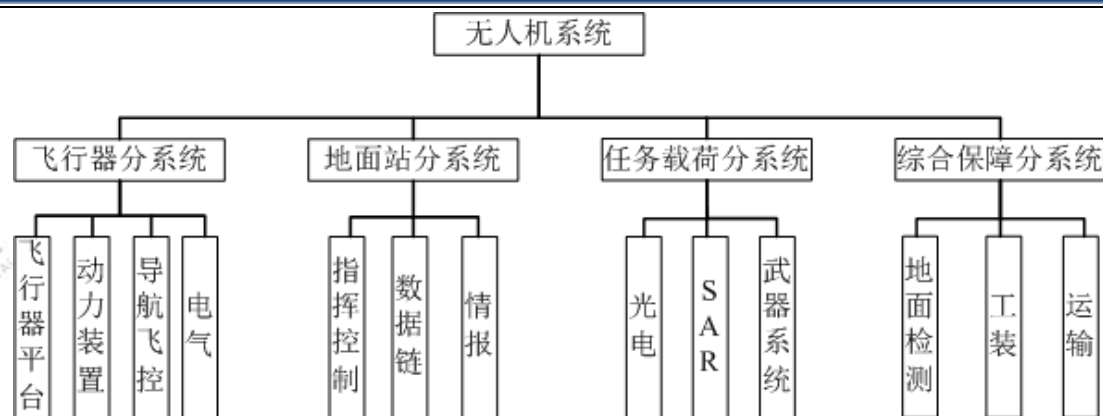 无人机系统
飞行器分系统
地面站分系统
任务载荷分系统
综合保障分系统
飞行器平台
动力装置
导航飞控
电气
指挥控制
数据链
情报
光电
SAR
武器系统
地面检测
工装
运输